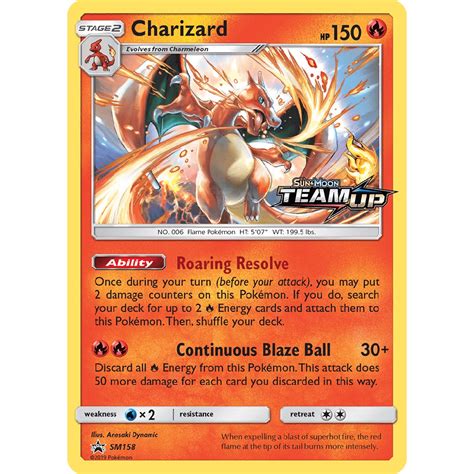 STAGE 2 Charizard HP 150
Evolves from Charmeleon
SUN & MOON
TEAM UP
NO. 006 Flame Pokémon HT: 5'07" WT: 199.5 lbs.
Ability Roaring Resolve
Once during your turn (before your attack), you may put
2 damage counters on this Pokémon. If you do, search
your deck for up to 2 Energy cards and attach them to
this Pokémon. Then, shuffle your deck.
Continuous Blaze Ball 30+
Discard all Energy from this Pokémon. This attack does
50 more damage for each card you discarded in this way.
weakness × 2 resistance retreat
Illus. Aresaki Dynamic
SM158
©2019 Pokémon
When expelling a blast of superhot fire, the red
flame at the tip of its tail burns more intensely.